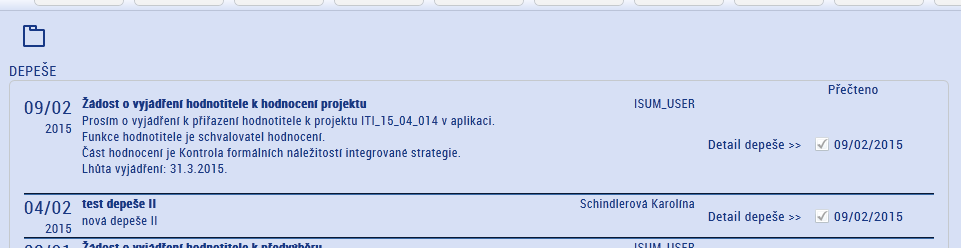 DEPEŠE
Přečteno
09/02 Žádost o vyjádření hodnotitele k hodnocení projektu ISUM_USER
2015 Prosím o vyjádření k přiřazení hodnotitele k projektu ITI_15_04_014 v aplikaci.
Funkce hodnotitele je schvalovatel hodnocení.
Detail depeše >> 09/02/2015
Část hodnocení je Kontrola formálních náležitostí integrované strategie.
Lhůta vyjádření: 31.3.2015.
04/02 test depeše II Schindlerová Karolína
2015 nová depeše II Detail depeše >> 09/02/2015
Žádost o vyjádření hodnotitele k předvýběru ISUM_USER